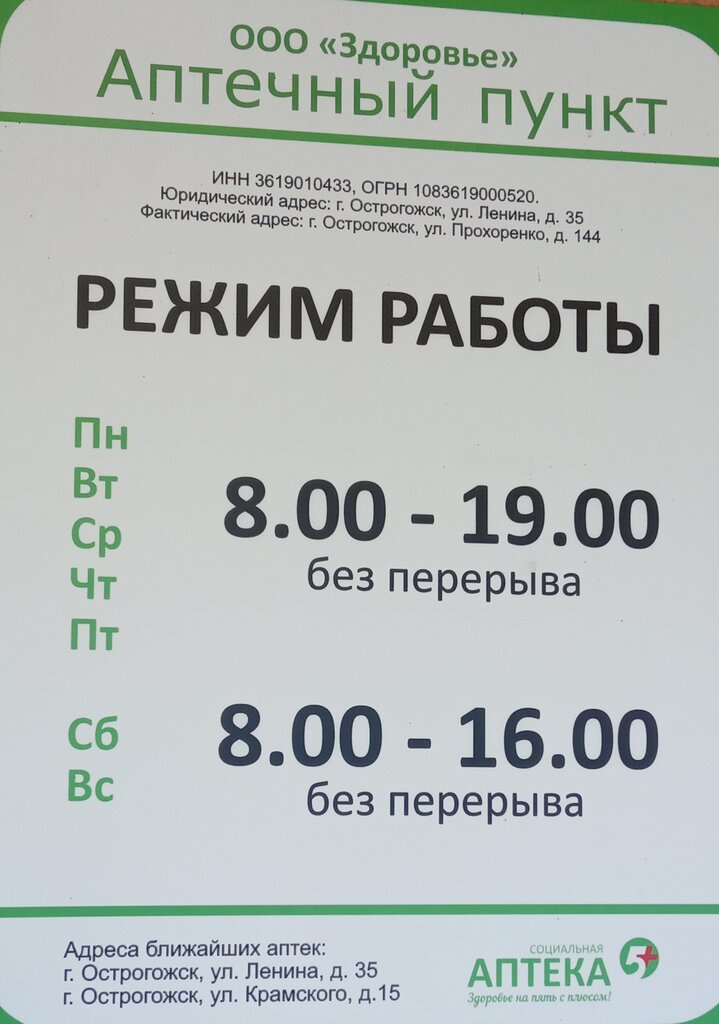 ООО «Здоровье»
Аптечный пункт
ИНН 3619010433, ОГРН 1083619000520.
Юридический адрес: г. Острогожск, ул. Ленина, д. 35
Фактический адрес: г. Острогожск, ул. Прохоренко, д. 144
РЕЖИМ РАБОТЫ
Пн
Вт
Ср
Чт
Пт
8.00 - 19.00
без перерыва
Сб
Вс
8.00 - 16.00
без перерыва
Адреса ближайших аптек:
г. Острогожск, ул. Ленина, д. 35
г. Острогожск, ул. Крамского, д.15
СОЦИАЛЬНАЯ
АПТЕКА 5+
Здоровье на пять с плюсом!